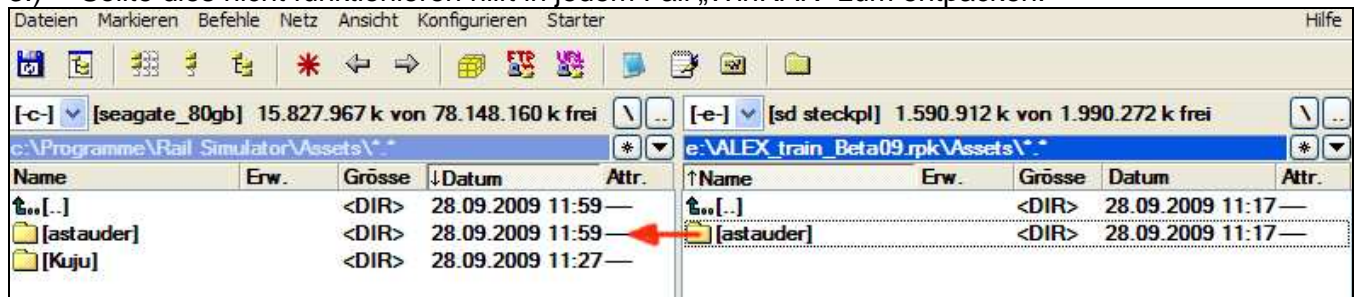 Dateien Markieren Befehle Netz Ansicht Konfigurieren Starter Hilfe
FTP
[-c-] [seagate_80gb] 15.827.967 k von 78.148.160 k frei \ ..
[-e-] [sd steckpl] 1.590.912 k von 1.990.272 k frei \ ..
c:\Programme\Rail Simulator\Assets\*.* *
e:\ALEX_train_Beta09.rpk\Assets\*.* *
Name Erw. Grösse ↓Datum Attr.
[..] <DIR> 28.09.2009 11:59 —
[astauder] <DIR> 28.09.2009 11:59 —
[Kuju] <DIR> 28.09.2009 11:27 —
↑Name Erw. Grösse Datum Attr.
[..] <DIR> 28.09.2009 11:17 —
[astauder] <DIR> 28.09.2009 11:17 —